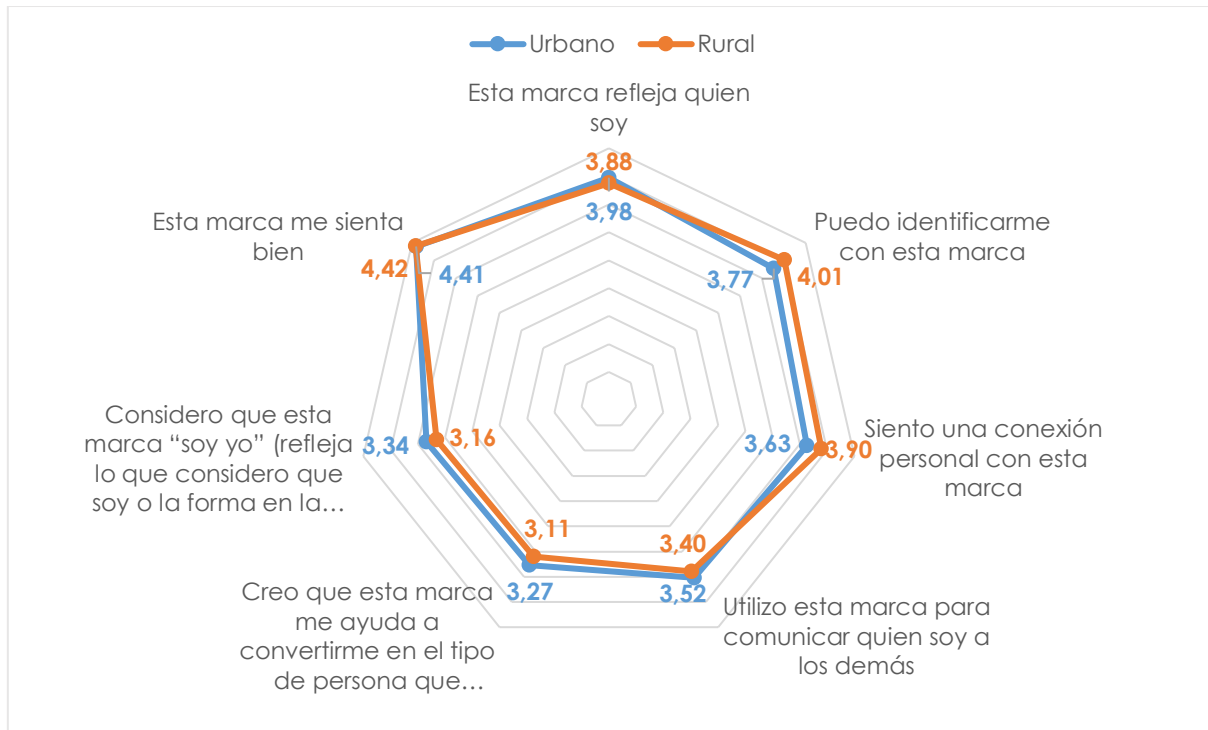 Urbano
Rural
Esta marca refleja quien
soy
3,88
3,98
Puedo identificarme
con esta marca
3,77
4,01
Siento una conexión
personal con esta
marca
3,63
3,90
Utilizo esta marca para
comunicar quien soy a
los demás
3,40
3,52
Creo que esta marca
me ayuda a
convertirme en el tipo
de persona que…
3,11
3,27
Considero que esta
marca “soy yo” (refleja
lo que considero que
soy o la forma en la…
3,34
3,16
Esta marca me sienta
bien
4,42
4,41